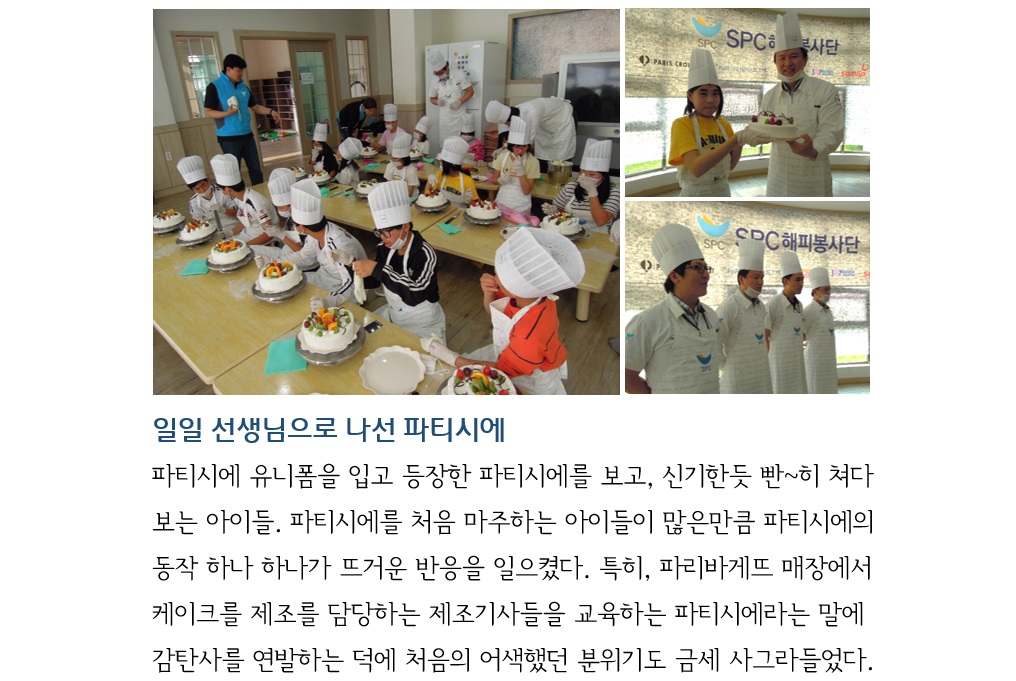 SPC
SPC해피봉사단
PARIS CRO
samlip
SPC
SPC해피봉사단
SPC
일일 선생님으로 나선 파티시에
파티시에 유니폼을 입고 등장한 파티시에를 보고, 신기한듯 빤~히 쳐다
보는 아이들. 파티시에를 처음 마주하는 아이들이 많은만큼 파티시에의
동작 하나 하나가 뜨거운 반응을 일으켰다. 특히, 파리바게뜨 매장에서
케이크를 제조를 담당하는 제조기사들을 교육하는 파티시에라는 말에
감탄사를 연발하는 덕에 처음의 어색했던 분위기도 금세 사그라들었다.